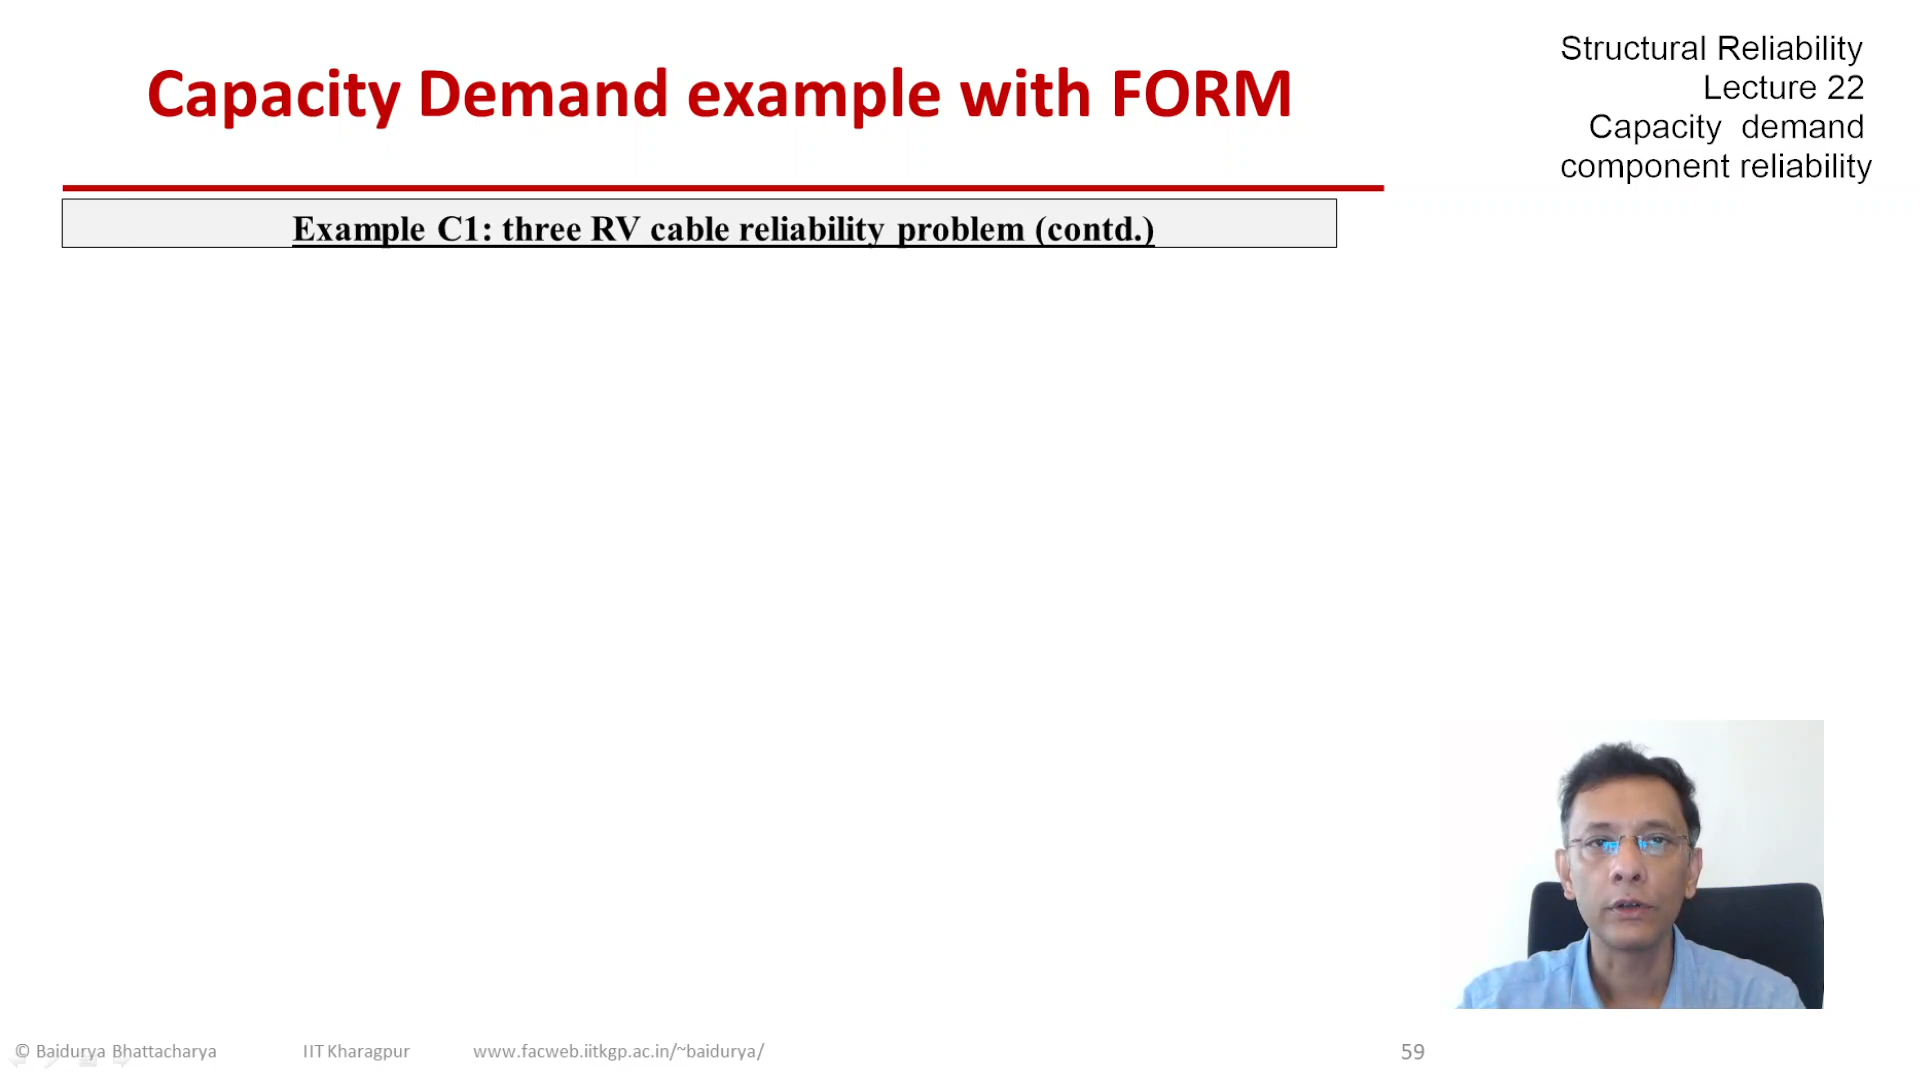 Capacity Demand example with FORM
Structural Reliability
Lecture 22
Capacity demand
component reliability
Example C1: three RV cable reliability problem (contd.)
© Baidurya Bhattacharya IIT Kharagpur www.facweb.iitkgp.ac.in/~baidurya/ 59